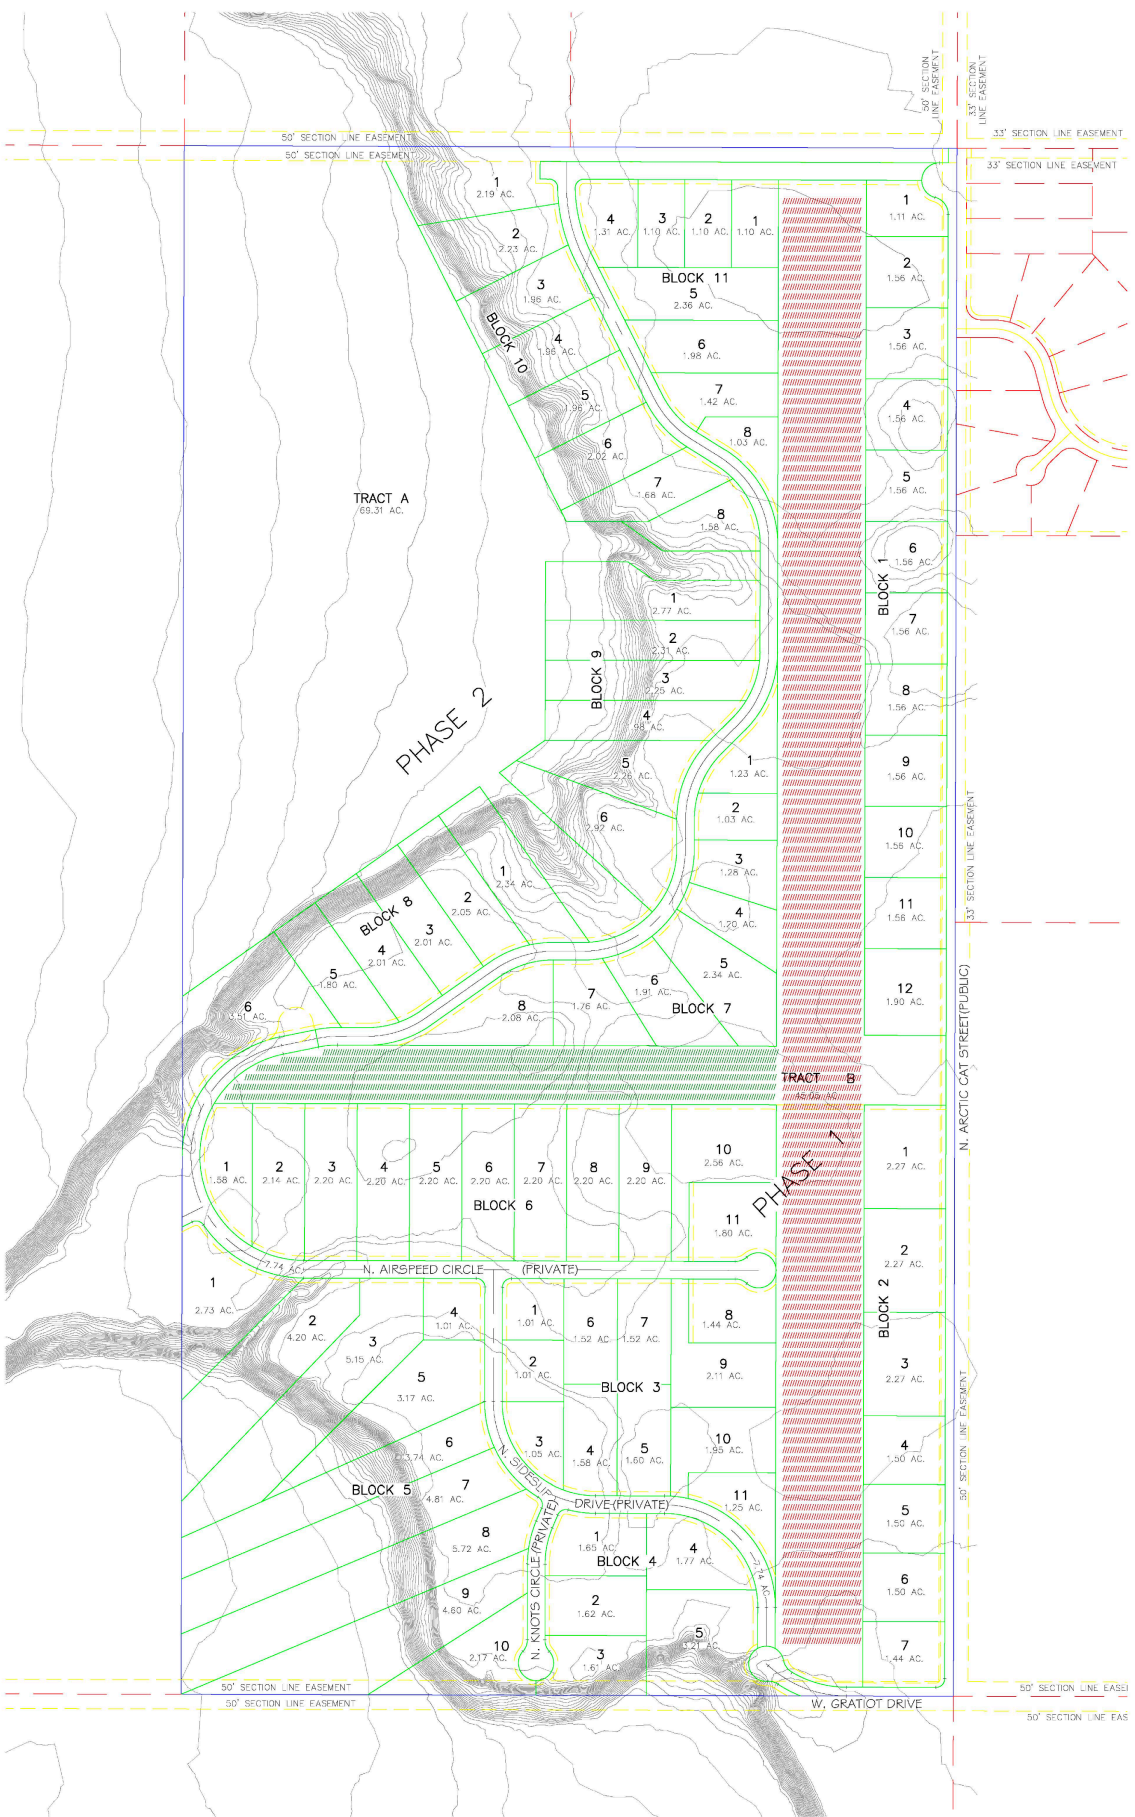 50' SECTION LINE EASEMENT
33' SECTION LINE EASEMENT
50' SECTION LINE EASEMENT
33' SECTION LINE EASEMENT
50' SECTION LINE EASEMENT
33' SECTION LINE EASEMENT
1
2.19 AC.
2
2.23 AC.
3
1.96 AC.
4
1.96 AC.
5
1.96 AC.
6
2.02 AC.
7
1.68 AC.
8
1.58 AC.
BLOCK 10
4
1.31 AC.
3
1.10 AC.
2
1.10 AC.
1
1.10 AC.
BLOCK 11
5
2.36 AC.
6
1.98 AC.
7
1.42 AC.
8
1.03 AC.
1
1.11 AC.
2
1.56 AC.
3
1.56 AC.
4
1.56 AC.
5
1.56 AC.
6
1.56 AC.
BLOCK 1
7
1.56 AC.
8
1.56 AC.
9
1.56 AC.
10
1.56 AC.
11
1.56 AC.
12
1.90 AC.
TRACT A
69.31 AC.
PHASE 2
BLOCK 9
1
2.77 AC.
2
2.31 AC.
3
2.25 AC.
4
5
2.26 AC.
6
2.92 AC.
1
1.23 AC.
2
1.03 AC.
3
1.28 AC.
4
1.20 AC.
5
2.34 AC.
6
1.91 AC.
BLOCK 7
7
1.76 AC.
8
2.08 AC.
BLOCK 8
1
2.34 AC.
2
2.05 AC.
3
2.01 AC.
4
2.01 AC.
5
1.80 AC.
6
3.51 AC.
33' SECTION LINE EASEMENT
N. ARCTIC CAT STREET(PUBLIC)
TRACT B
PHASE 1
1
1.58 AC.
2
2.14 AC.
3
2.20 AC.
4
2.20 AC.
5
2.20 AC.
6
2.20 AC.
7
2.20 AC.
8
2.20 AC.
9
2.20 AC.
10
2.56 AC.
11
1.80 AC.
BLOCK 6
1
2.27 AC.
2
2.27 AC.
BLOCK 2
3
2.27 AC.
4
1.50 AC.
5
1.50 AC.
6
1.50 AC.
7
1.44 AC.
7.74 AC.
N. AIRSPEED CIRCLE (PRIVATE)
1
2.73 AC.
2
4.20 AC.
3
5.15 AC.
4
1.01 AC.
5
3.17 AC.
6
3.74 AC.
BLOCK 5
7
4.81 AC.
8
5.72 AC.
9
4.60 AC.
10
2.17 AC.
1
1.01 AC.
2
1.01 AC.
3
1.05 AC.
4
1.58 AC.
5
1.60 AC.
6
1.52 AC.
7
1.52 AC.
BLOCK 3
8
1.44 AC.
9
2.11 AC.
10
1.95 AC.
11
1.25 AC.
N. SIDESLIP DRIVE(PRIVATE)
N. KNOTS CIRCLE (PRIVATE)
1
1.65 AC.
BLOCK 4
2
1.62 AC.
3
4
1.77 AC.
5
3.21 AC.
7.74 AC.
50' SECTION LINE EASEMENT
50' SECTION LINE EASEMENT
50' SECTION LINE EASEMENT
W. GRATIOT DRIVE
50' SECTION LINE EASE
50' SECTION LINE EAS